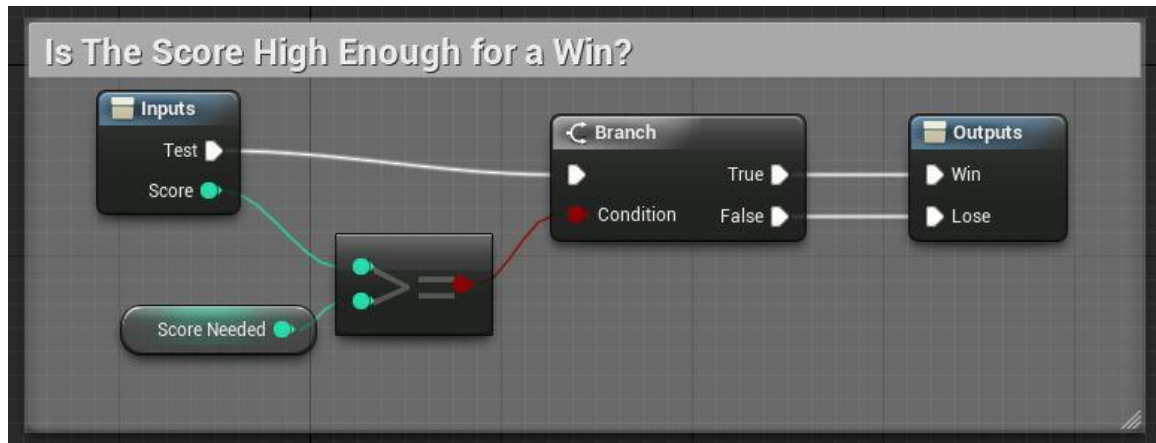 Is The Score High Enough for a Win?
Inputs
Test
Score
Score Needed
>=
Branch
True
Condition
False
Outputs
Win
Lose